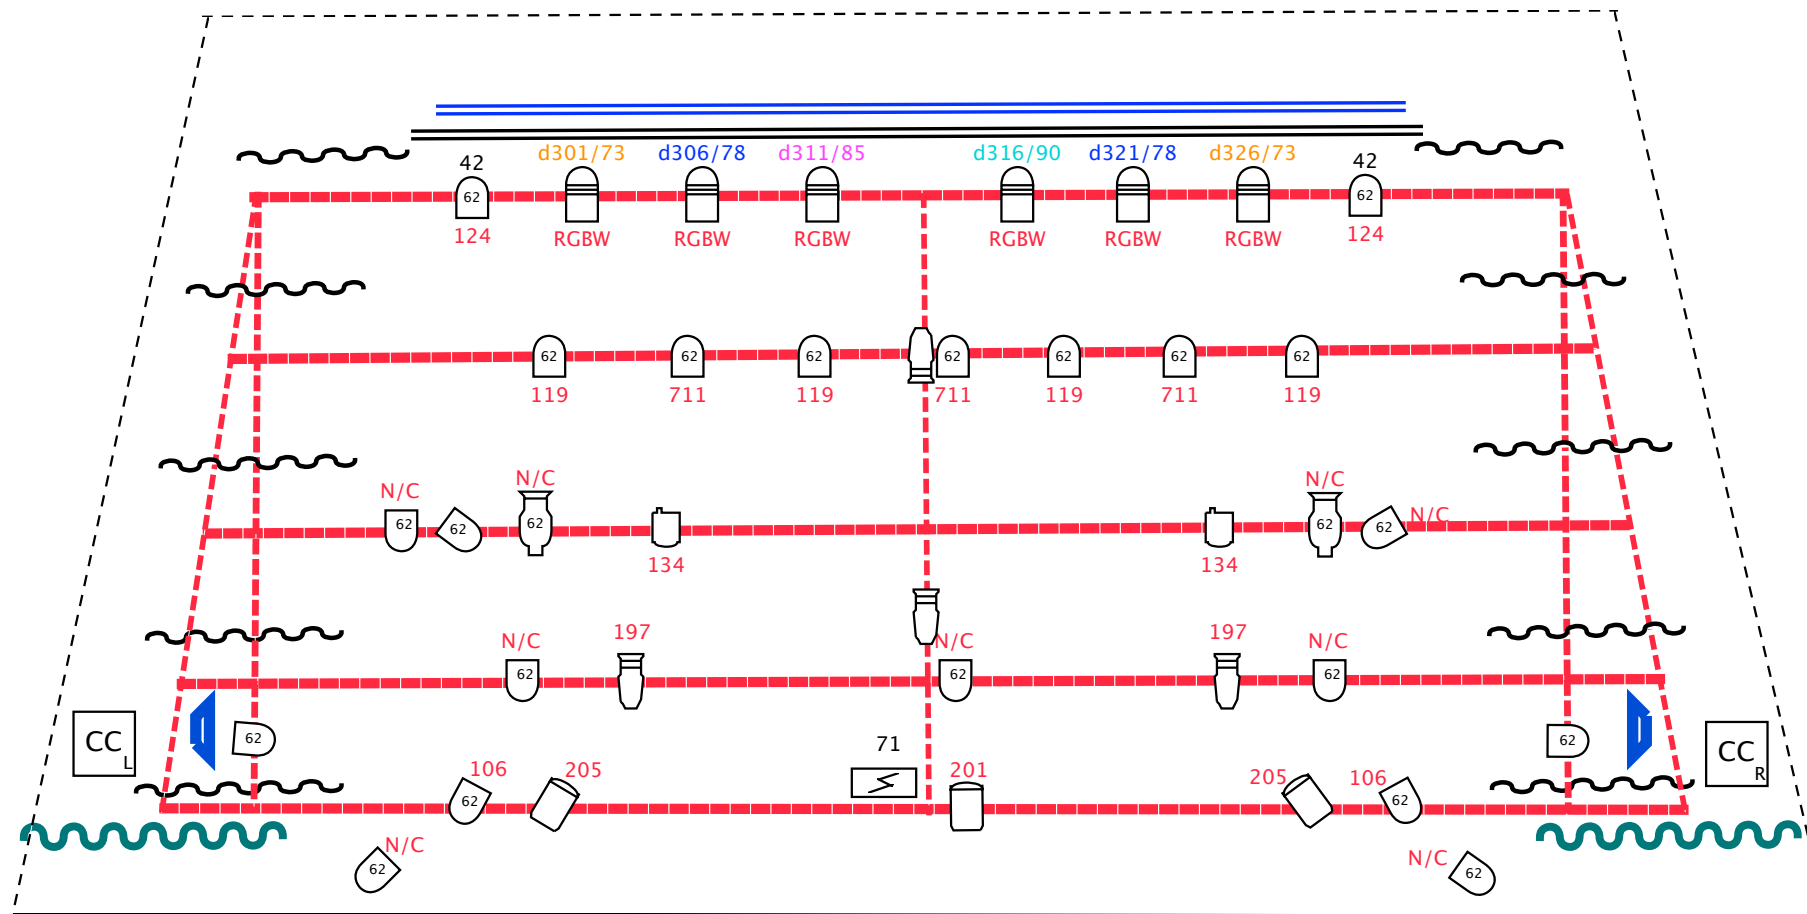 d301/73 d306/78 d311/85 d316/90 d321/78 d326/73
42 42
62 62
124 RGBW RGBW RGBW RGBW RGBW RGBW 124
62 62 62 62 62 62 62
119 711 119 711 119 711 119
N/C N/C N/C N/C
62 62 62 62 62
134 134
197 N/C N/C 197 N/C
62 62 62
CC L 62 71 62 CC R
106 205 201 205 106
62 62
N/C N/C
62 62